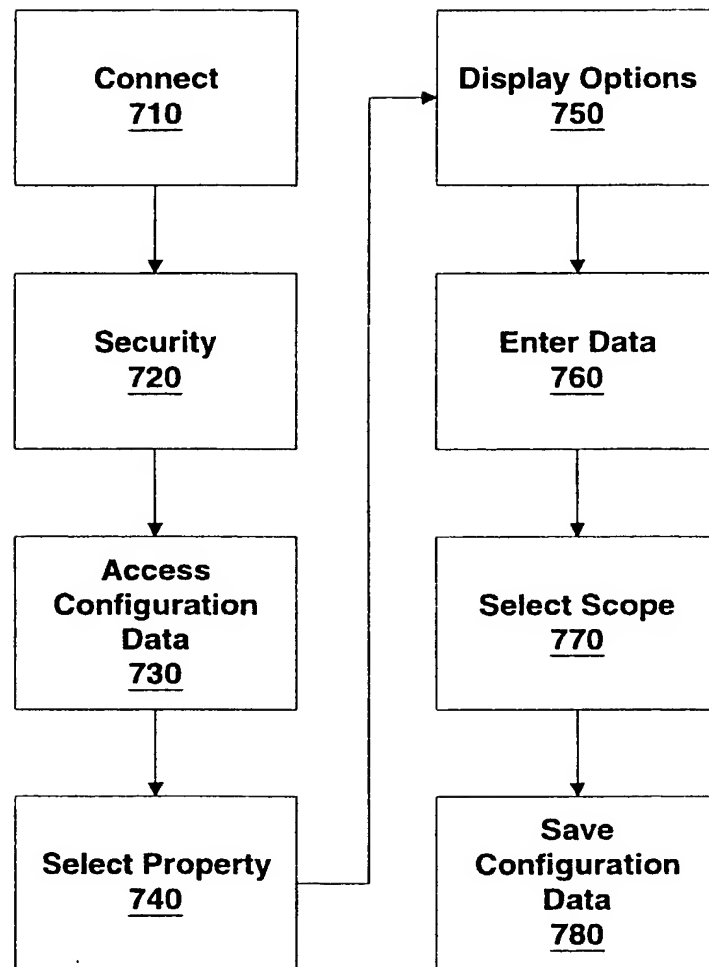 Connect
710
Security
720
Access
Configuration
Data
730
Select Property
740
Display Options
750
Enter Data
760
Select Scope
770
Save
Configuration
Data
780